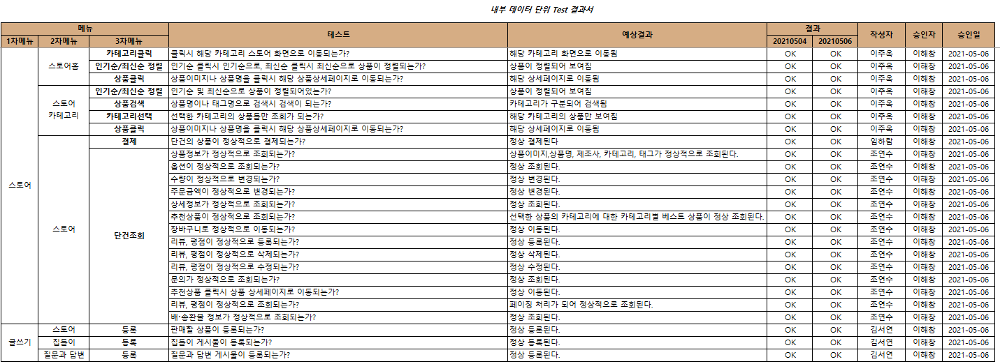 내부 데이터 단위 Test 결과서
메뉴 테스트 예상결과 결과 작성자 승인자 승인일
1차메뉴 2차메뉴 3차메뉴 20210504 20210506
카테고리클릭 클릭시 해당 카테고리 스토어 화면으로 이동되는가? 해당 카테고리 화면으로 이동됨 OK OK 이주옥 이해창 2021-05-06
스토어홈 인기순/최신순 정렬 인기순 클릭시 인기순으로, 최신순 클릭시 최신순으로 상품이 정렬되는가? 상품이 정렬되어 보여짐 OK OK 이주옥 이해창 2021-05-06
상품클릭 상품이미지나 상품명을 클릭시 해당 상품상세페이지로 이동되는가? 해당 상세페이지로 이동됨 OK OK 이주옥 이해창 2021-05-06
인기순/최신순 정렬 인기순 및 최신순으로 상품이 정렬되어있는가? 상품이 정렬되어 보여짐 OK OK 이주옥 이해창 2021-05-06
스토어
카테고리
상품검색 상품명이나 태그명으로 검색시 검색이 되는가? 카테고리가 구분되어 검색됨 OK OK 이주옥 이해창 2021-05-06
카테고리선택 선택한 카테고리의 상품들만 조회가 되는가? 해당 카테고리의 상품만 보여짐 OK OK 이주옥 이해창 2021-05-06
상품클릭 상품이미지나 상품명을 클릭시 해당 상품상세페이지로 이동되는가? 해당 상세페이지로 이동됨 OK OK 이주옥 이해창 2021-05-06
결제 단건의 상품이 정상적으로 결제되는가? 정상 결제된다 OK OK 임하람 이해창 2021-05-06
상품정보가 정상적으로 조회되는가? 상품이미지,상품명, 제조사, 카테고리, 태그가 정상적으로 조회된다. OK OK 조연수 이해창 2021-05-06
옵션이 정상적으로 조회되는가? 정상 조회된다. OK OK 조연수 이해창 2021-05-06
수량이 정상적으로 변경되는가? 정상 변경된다. OK OK 조연수 이해창 2021-05-06
스토어
주문금액이 정상적으로 변경되는가? 정상 변경된다. OK OK 조연수 이해창 2021-05-06
상세정보가 정상적으로 조회되는가? 정상 조회된다. OK OK 조연수 이해창 2021-05-06
추천상품이 정상적으로 조회되는가? 선택한 상품의 카테고리에 대한 카테고리별 베스트 상품이 정상 조회된다. OK OK 조연수 이해창 2021-05-06
스토어 장바구니로 정상적으로 이동되는가? 정상 이동된다. OK OK 조연수 이해창 2021-05-06
단건조회
리뷰, 평점이 정상적으로 등록되는가? 정상 등록된다. OK OK 조연수 이해창 2021-05-06
리뷰, 평점이 정상적으로 삭제되는가? 정상 삭제된다. OK OK 조연수 이해창 2021-05-06
리뷰, 평점이 정상적으로 수정되는가? 정상 수정된다. OK OK 조연수 이해창 2021-05-06
문의가 정상적으로 조회되는가? 정상 조회된다. OK OK 조연수 이해창 2021-05-06
추천상품 클릭시 상품 상세페이지로 이동되는가? 정상 이동된다. OK OK 조연수 이해창 2021-05-06
리뷰, 평점이 정상적으로 조회되는가? 페이징 처리가 되어 정상적으로 조회된다. OK OK 조연수 이해창 2021-05-06
배·송환불 정보가 정상적으로 조회되는가? 정상 조회된다. OK OK 조연수 이해창 2021-05-06
스토어 등록 판매할 상품이 등록되는가? 정상 등록된다. OK OK 김서연 이해창 2021-05-06
글쓰기 집들이 등록 집들이 게시물이 등록되는가? 정상 등록된다. OK OK 김서연 이해창 2021-05-06
질문과 답변 등록 질문과 답변 게시물이 등록되는가? 정상 등록된다. OK OK 김서연 이해창 2021-05-06